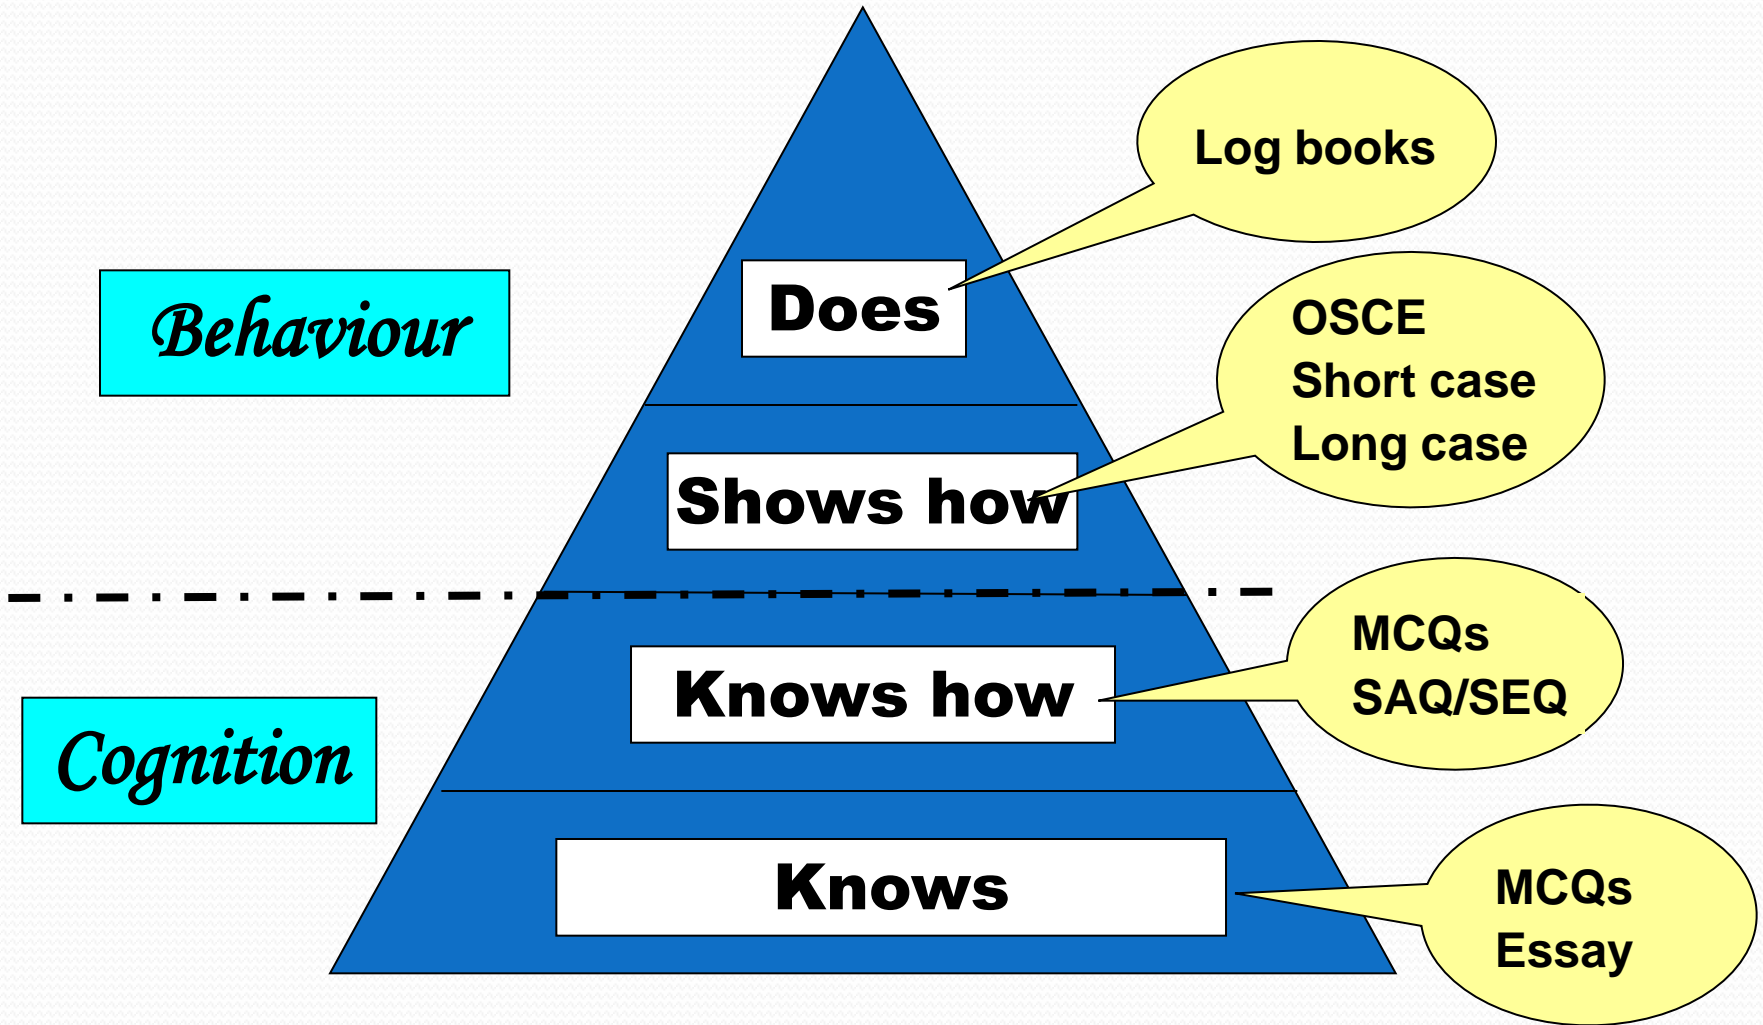 Log books
Behaviour
Does
OSCE
Short case
Long case
Shows how
MCQs
SAQ/SEQ
Knows how
Cognition
Knows
MCQs
Essay